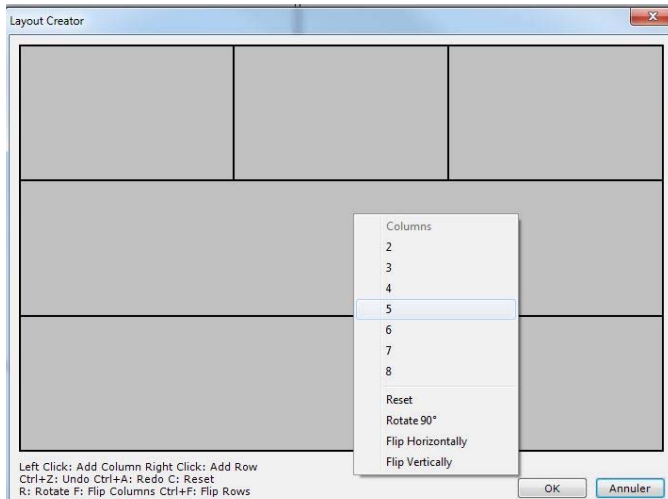 Layout Creator
Columns
2
3
4
5
6
7
8
Reset
Rotate 90°
Flip Horizontally
Flip Vertically
Left Click: Add Column Right Click: Add Row
Ctrl+Z: Undo Ctrl+A: Redo C: Reset
R: Rotate F: Flip Columns Ctrl+F: Flip Rows
OK
Annuler